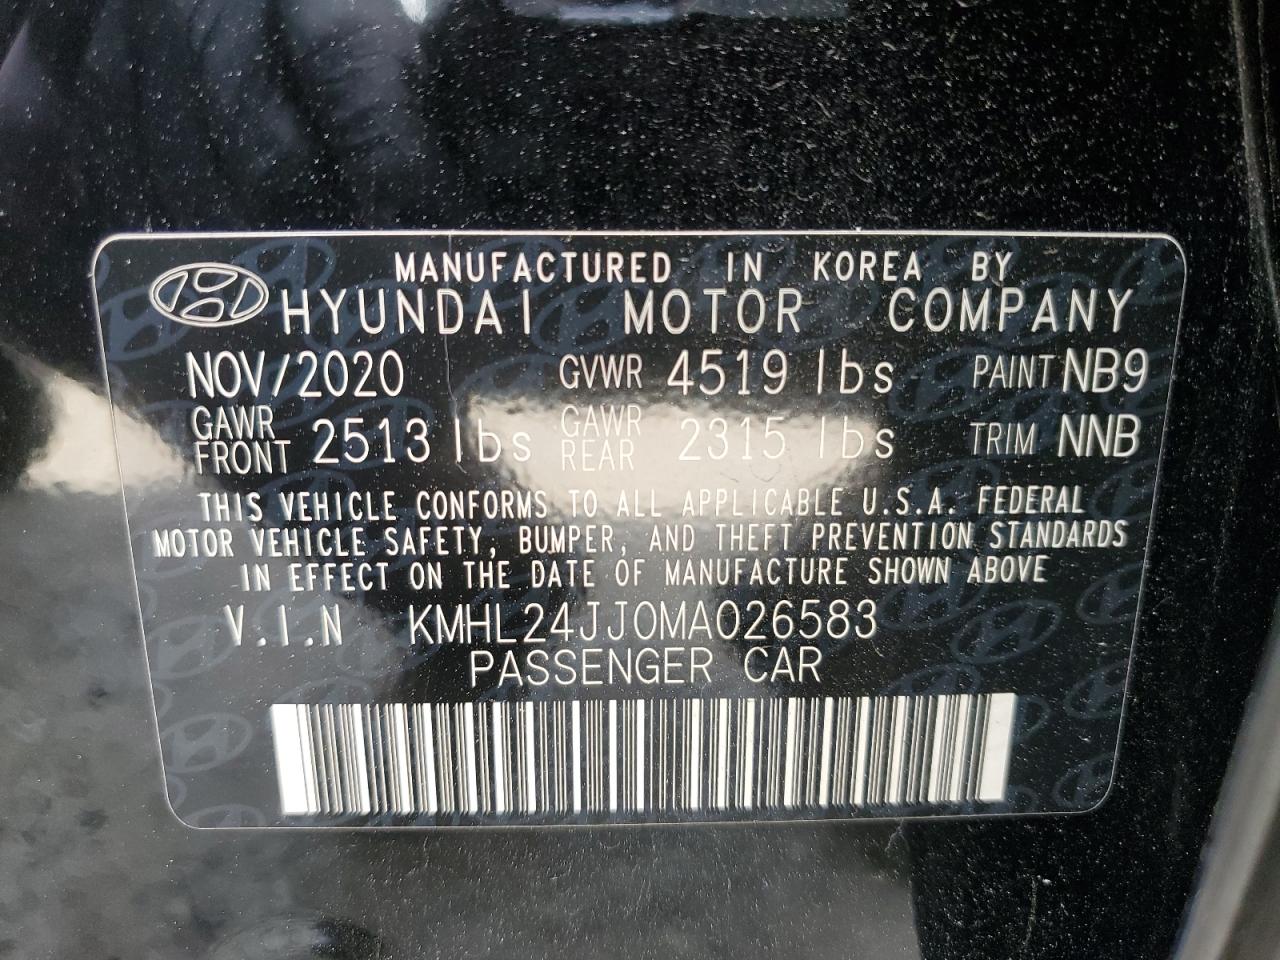 MANUFACTURED IN KOREA BY
HYUNDAI MOTOR COMPANY
NOV/2020 GVWR 4519 lbs PAINT NB9
GAWR FRONT 2513 lbs GAWR REAR 2315 lbs TRIM NNB
THIS VEHICLE CONFORMS TO ALL APPLICABLE U.S.A. FEDERAL
MOTOR VEHICLE SAFETY, BUMPER, AND THEFT PREVENTION STANDARDS
IN EFFECT ON THE DATE OF MANUFACTURE SHOWN ABOVE
V.I.N KMHL24JJ0MA026583
PASSENGER CAR